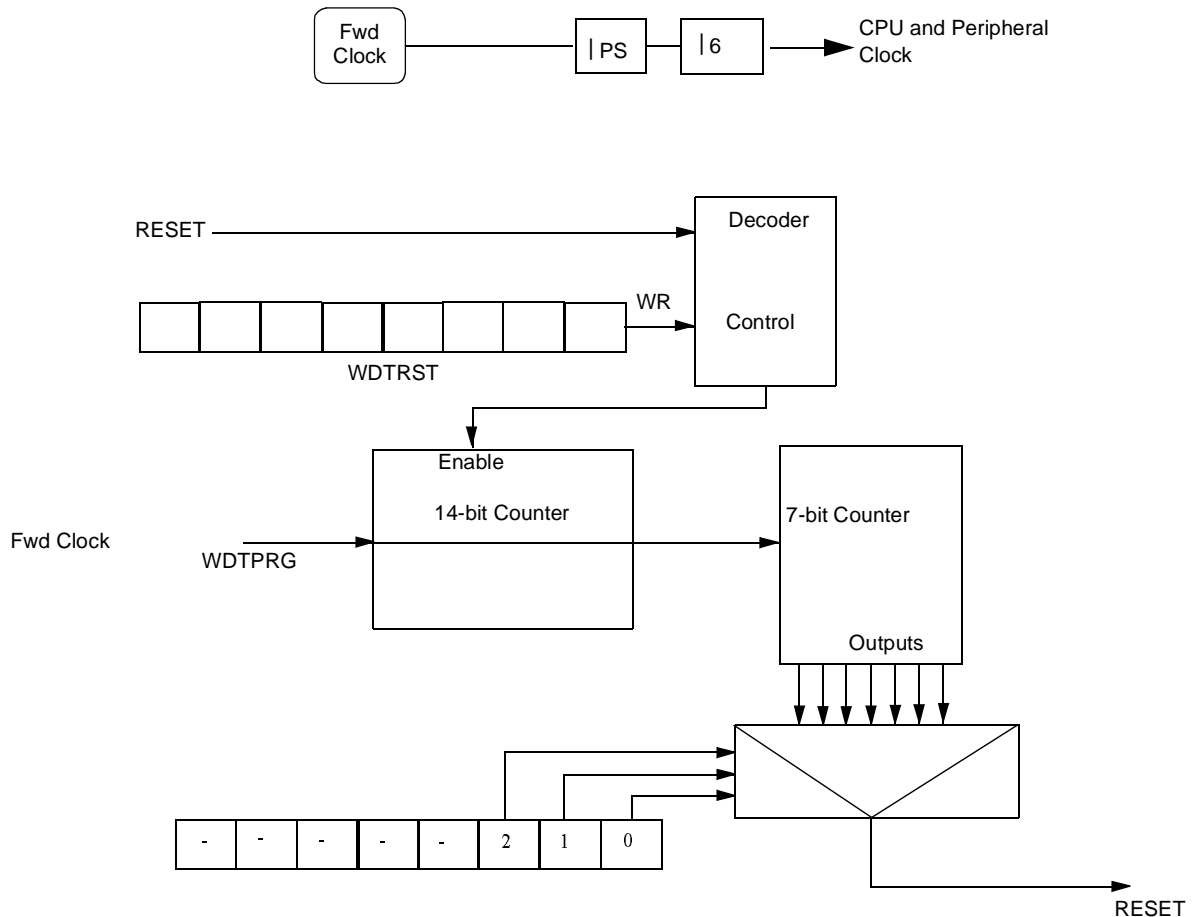 Fwd
Clock
| PS
| 6
CPU and Peripheral
Clock
RESET
Decoder
WR
Control
WDTRST
Enable
14-bit Counter
7-bit Counter
Fwd Clock
WDTPRG
Outputs
- - - - - 2 1 0
RESET